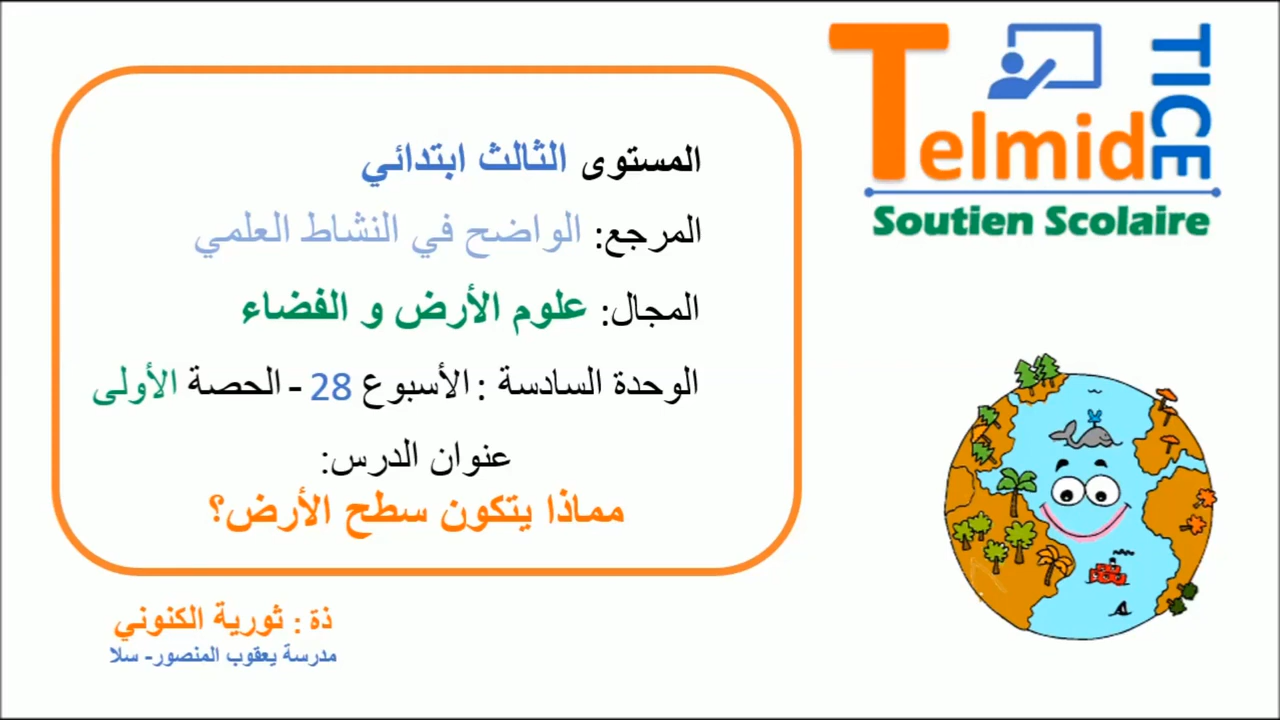 المستوى الثالث ابتدائي
المرجع: الواضح في النشاط العلمي
المجال: علوم الأرض و الفضاء
الوحدة السادسة : الأسبوع 28 - الحصة الأولى
عنوان الدرس:
مماذا يتكون سطح الأرض؟
ذة : ثورية الكنوني
مدرسة يعقوب المنصور- سلا
Telmid TICE
Soutien Scolaire